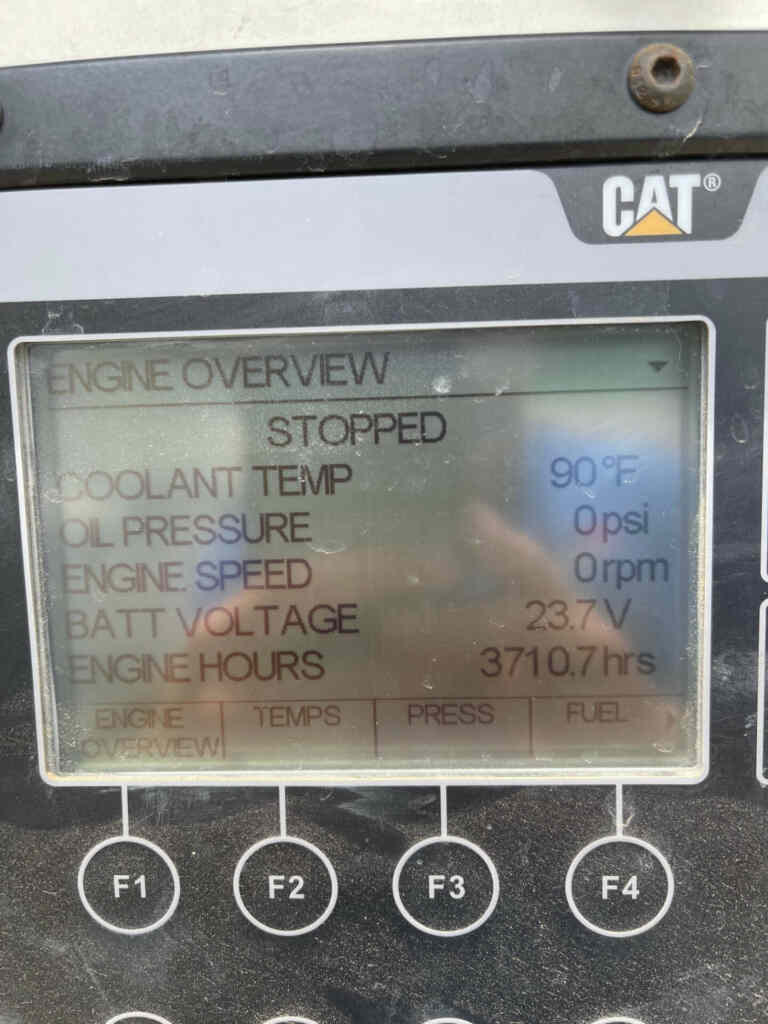 CAT®
ENGINE OVERVIEW
STOPPED
COOLANT TEMP 90°F
OIL PRESSURE 0psi
ENGINE SPEED 0rpm
BATT VOLTAGE 23.7 V
ENGINE HOURS 3710.7hrs
ENGINE OVERVIEW TEMPS PRESS FUEL
F1 F2 F3 F4